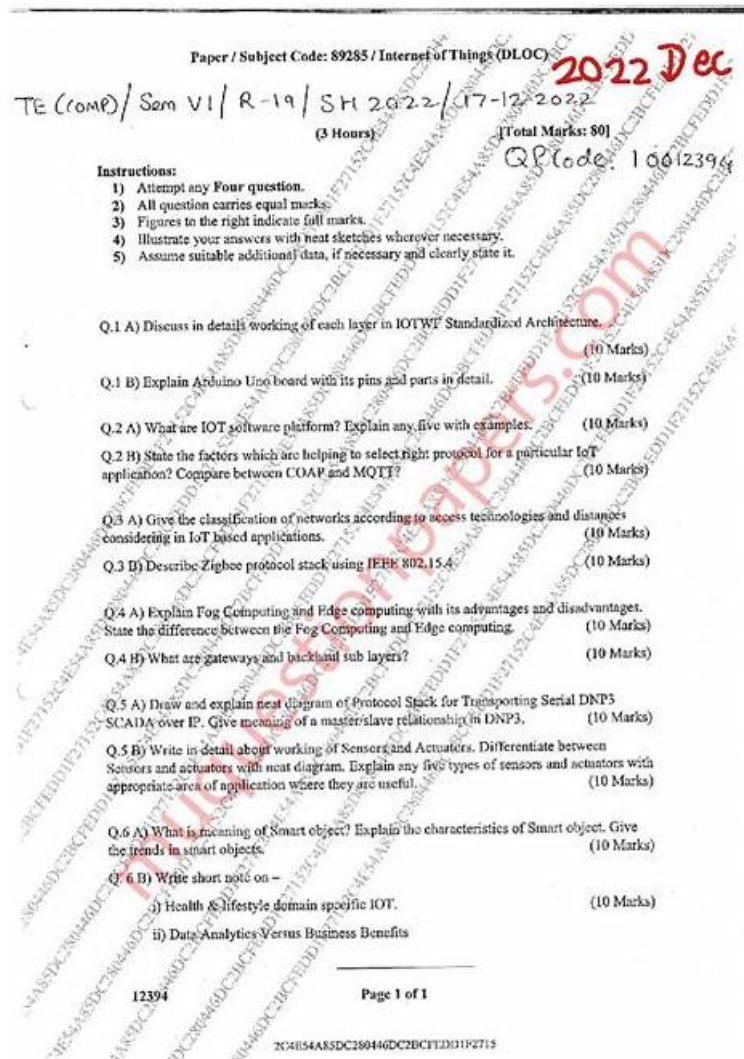 Paper / Subject Code: 89285 / Internet of Things (DLOC)
2022 Dec
TE (COMP) / Sem VI / R-19 / SH 2022 / 17-12-2022
(3 Hours)
[Total Marks: 80]
QP Code: 10012394
Instructions:
1) Attempt any Four question.
2) All question carries equal marks.
3) Figures to the right indicate full marks.
4) Illustrate your answers with neat sketches wherever necessary.
5) Assume suitable additional data, if necessary and clearly state it.
Q.1 A) Discuss in details working of each layer in IOTWF Standardized Architecture.
(10 Marks)
Q.1 B) Explain Arduino Uno board with its pins and parts in detail. (10 Marks)
Q.2 A) What are IOT software platform? Explain any five with examples. (10 Marks)
Q.2 B) State the factors which are helping to select right protocol for a particular IoT
application? Compare between COAP and MQTT? (10 Marks)
Q.3 A) Give the classification of networks according to access technologies and distances
considering in IoT based applications. (10 Marks)
Q.3 B) Describe Zigbee protocol stack using IEEE 802.15.4 (10 Marks)
Q.4 A) Explain Fog Computing and Edge computing with its advantages and disadvantages.
State the difference between the Fog Computing and Edge computing. (10 Marks)
Q.4 B) What are gateways and backhaul sub layers? (10 Marks)
Q.5 A) Draw and explain neat diagram of Protocol Stack for Transporting Serial DNP3
SCADA over IP. Give meaning of a master/slave relationship in DNP3. (10 Marks)
Q.5 B) Write in detail about working of Sensors and Actuators. Differentiate between
Sensors and actuators with neat diagram. Explain any five types of sensors and actuators with
appropriate area of application where they are useful. (10 Marks)
Q.6 A) What is meaning of Smart object? Explain the characteristics of Smart object. Give
the trends in smart objects. (10 Marks)
Q. 6 B) Write short note on –
i) Health & lifestyle domain specific IOT. (10 Marks)
ii) Data Analytics Versus Business Benefits
muquestionpapers.com
12394
Page 1 of 1
2C4E54A85DC280446DC2BCFEDD1F2715